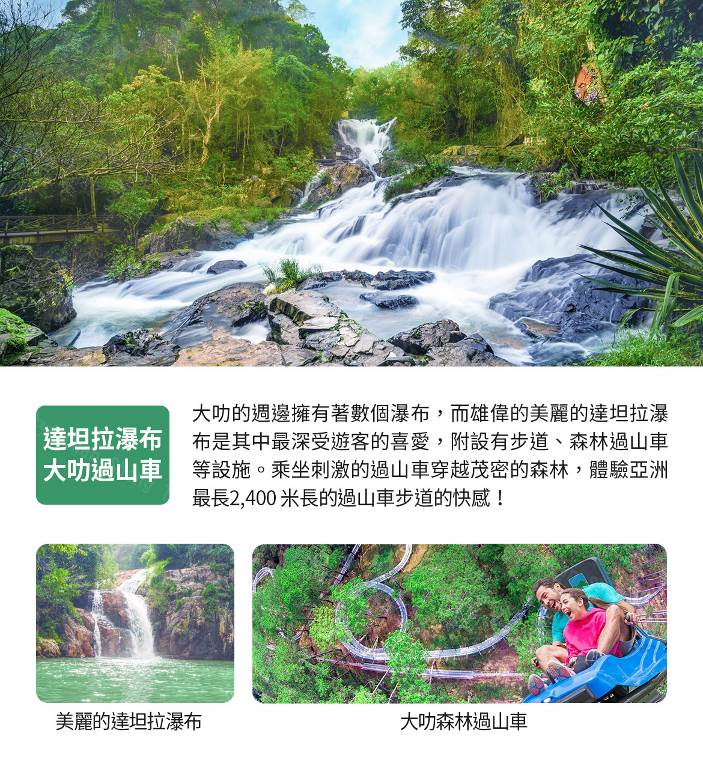 達坦拉瀑布
大叻過山車
大叻的週邊擁有著數個瀑布，而雄偉的美麗的達坦拉瀑
布是其中最深受遊客的喜愛，附設有步道、森林過山車
等設施。乘坐刺激的過山車穿越茂密的森林，體驗亞洲
最長2,400 米長的過山車步道的快感！
美麗的達坦拉瀑布
大叻森林過山車